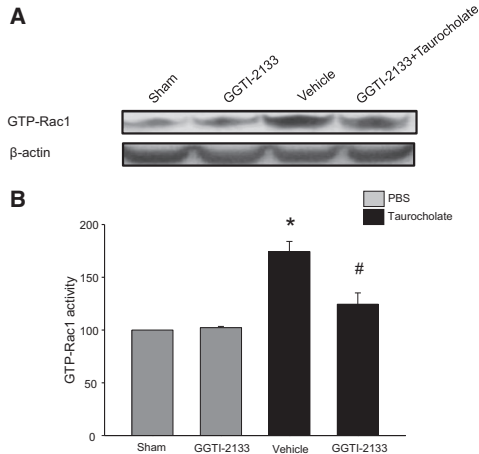 A
Sham
GGTI-2133
Vehicle
GGTI-2133+Taurocholate
GTP-Rac1
β-actin
B
PBS
Taurocholate
200
150
100
50
0
GTP-Rac1 activity
*
#
Sham
GGTI-2133
Vehicle
GGTI-2133